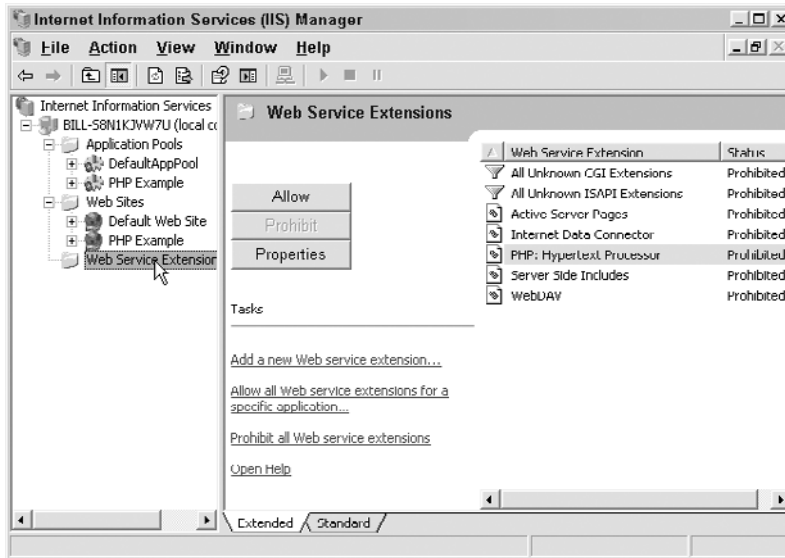 Internet Information Services (IIS) Manager
File Action View Window Help
Internet Information Services
BILL-S8N1KJVW7U (local co
Application Pools
DefaultAppPool
PHP Example
Web Sites
Default Web Site
PHP Example
Web Service Extension
Web Service Extensions
Allow
Prohibit
Properties
Tasks
Add a new Web service extension...
Allow all Web service extensions for a
specific application...
Prohibit all Web service extensions
Open Help
Web Service Extension Status
All Unknown CGI Extensions Prohibited
All Unknown ISAPI Extensions Prohibited
Active Server Pages Prohibited
Internet Data Connector Prohibited
PHP: Hypertext Processor Prohibited
Server Side Includes Prohibited
WebDAV Prohibited
Extended Standard